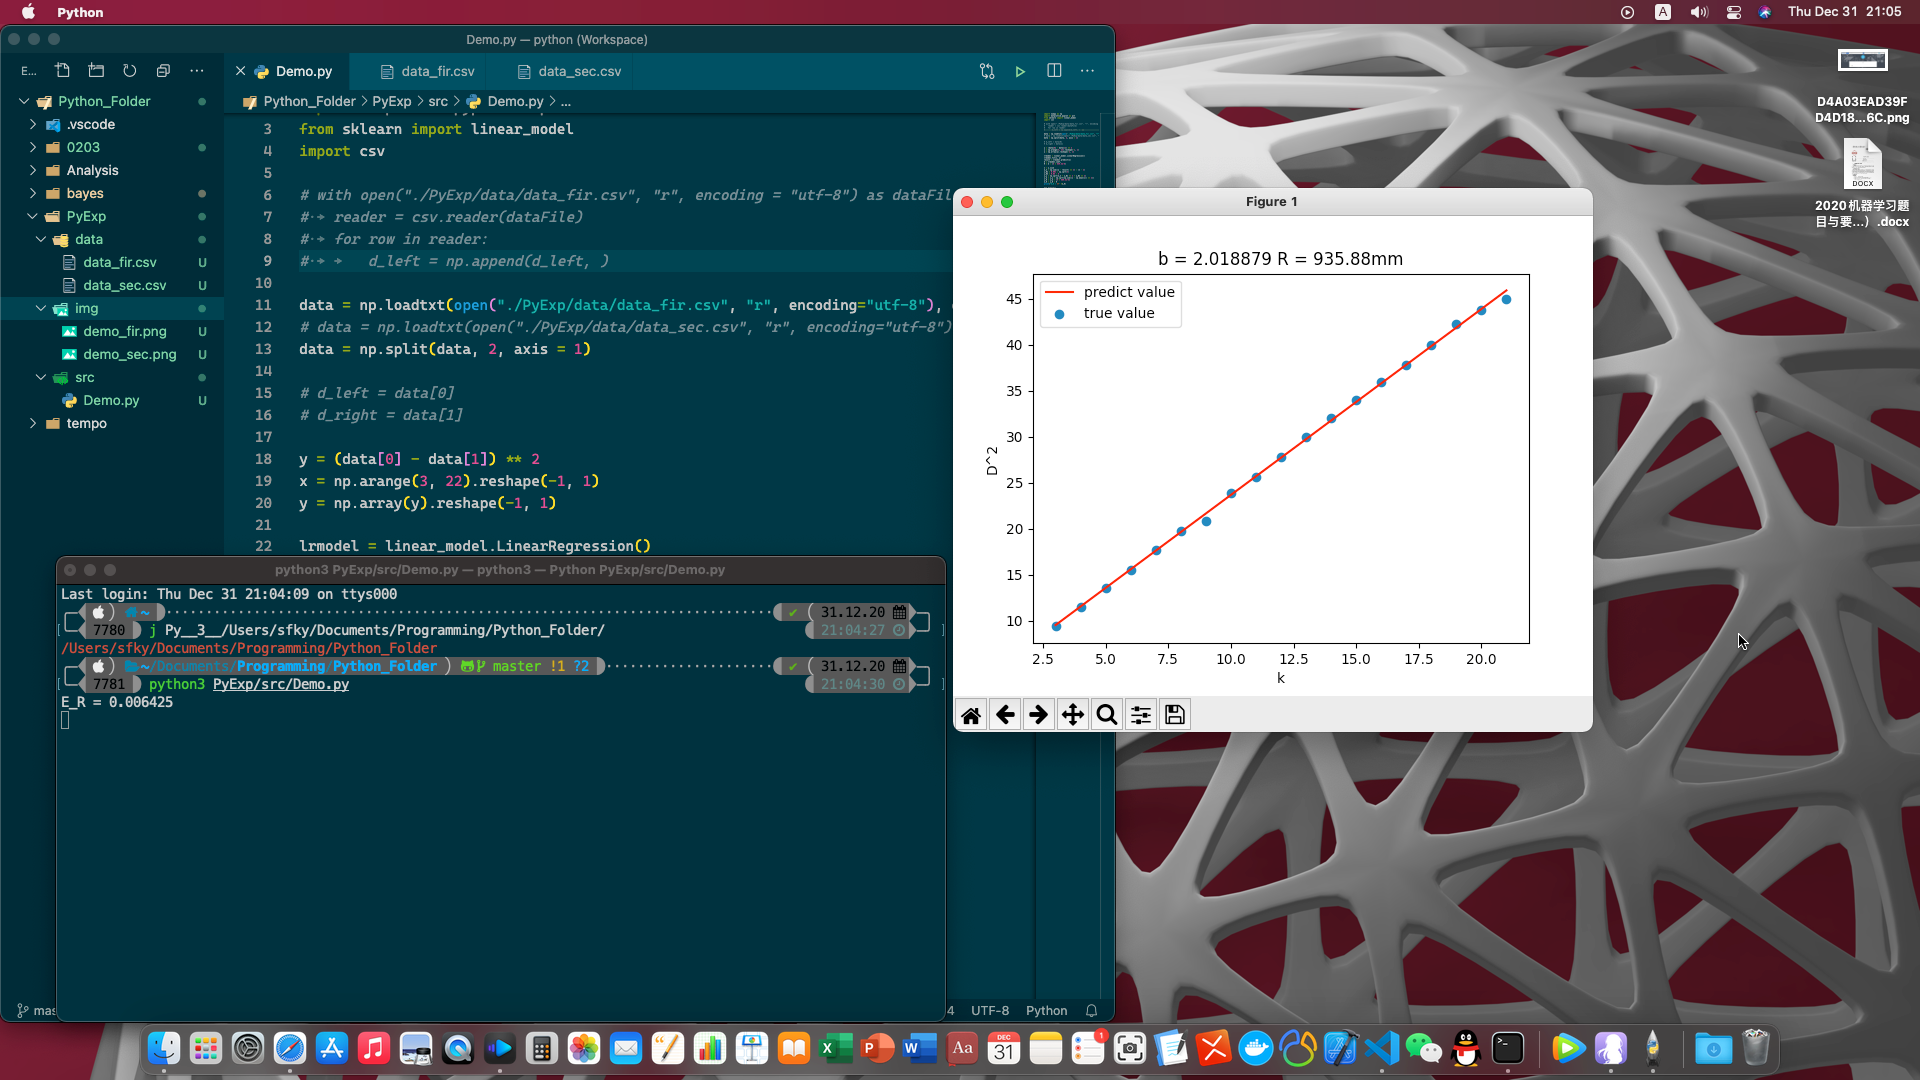 Python
A
Thu Dec 31 21:05
Demo.py — python (Workspace)
E...
Demo.py
data_fir.csv
data_sec.csv
Python_Folder
.vscode
0203
Analysis
bayes
PyExp
data
data_fir.csv U
data_sec.csv U
img
demo_fir.png U
demo_sec.png U
src
Demo.py U
tempo
Python_Folder > PyExp > src > Demo.py > ...
3 from sklearn import linear_model
4 import csv
5
6 # with open("./PyExp/data/data_fir.csv", "r", encoding = "utf-8") as dataFil
7 # reader = csv.reader(dataFile)
8 # for row in reader:
9 # d_left = np.append(d_left, )
10
11 data = np.loadtxt(open("./PyExp/data/data_fir.csv", "r", encoding="utf-8"),
12 # data = np.loadtxt(open("./PyExp/data/data_sec.csv", "r", encoding="utf-8")
13 data = np.split(data, 2, axis = 1)
14
15 # d_left = data[0]
16 # d_right = data[1]
17
18 y = (data[0] - data[1]) ** 2
19 x = np.arange(3, 22).reshape(-1, 1)
20 y = np.array(y).reshape(-1, 1)
21
22 lrmodel = linear_model.LinearRegression()
python3 PyExp/src/Demo.py — python3 — Python PyExp/src/Demo.py
Last login: Thu Dec 31 21:04:09 on ttys000
~ ✔ 31.12.20
7780 j Py__3__/Users/sfky/Documents/Programming/Python_Folder/ 21:04:27
/Users/sfky/Documents/Programming/Python_Folder
~/Documents/Programming/Python_Folder master !1 ?2 ✔ 31.12.20
7781 python3 PyExp/src/Demo.py 21:04:30
E_R = 0.006425
mas
4 UTF-8 Python
Figure 1
b = 2.018879 R = 935.88mm
predict value
true value
45
40
35
30
25
20
15
10
D^2
2.5 5.0 7.5 10.0 12.5 15.0 17.5 20.0
k
D4A03EAD39F
D4D18...6C.png
DOCX
2020机器学习题
目与要...）.docx
X
P
W
Aa
DEC
31
1
>_